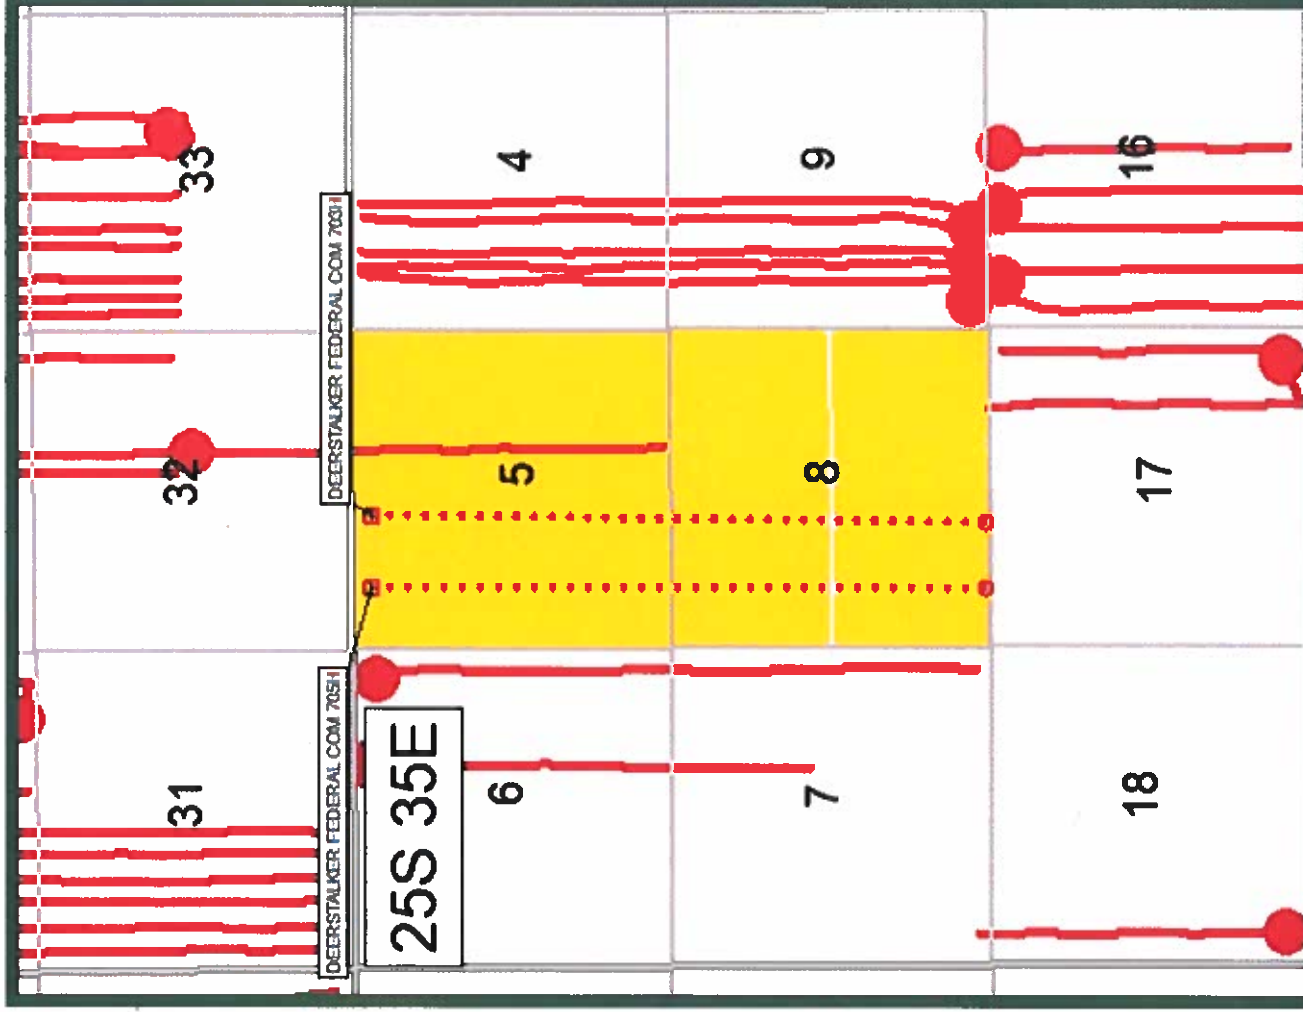 31 32 33
DEERSTALKER FEDERAL COM 705H
DEERSTALKER FEDERAL COM 703H
25S 35E
6 5 4
7 8 9
18 17 16